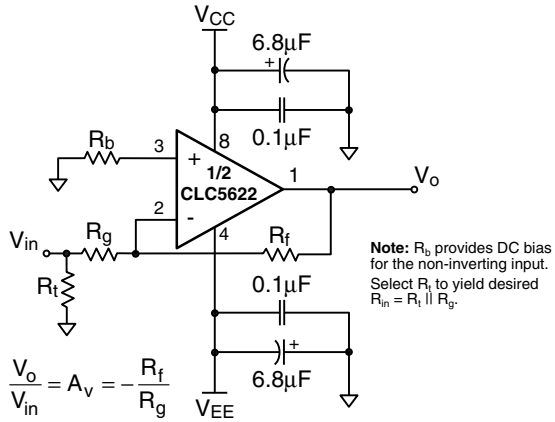 VCC
6.8μF
+
0.1μF
Rb
3
8
+
1/2
CLC5622
1
Vo
2
-
4
Vin
Rg
Rf
Rt
Note: Rb provides DC bias
for the non-inverting input.
Select Rt to yield desired
Rin = Rt || Rg.
0.1μF
+
6.8μF
VEE
Vo/Vin = Av = − Rf/Rg